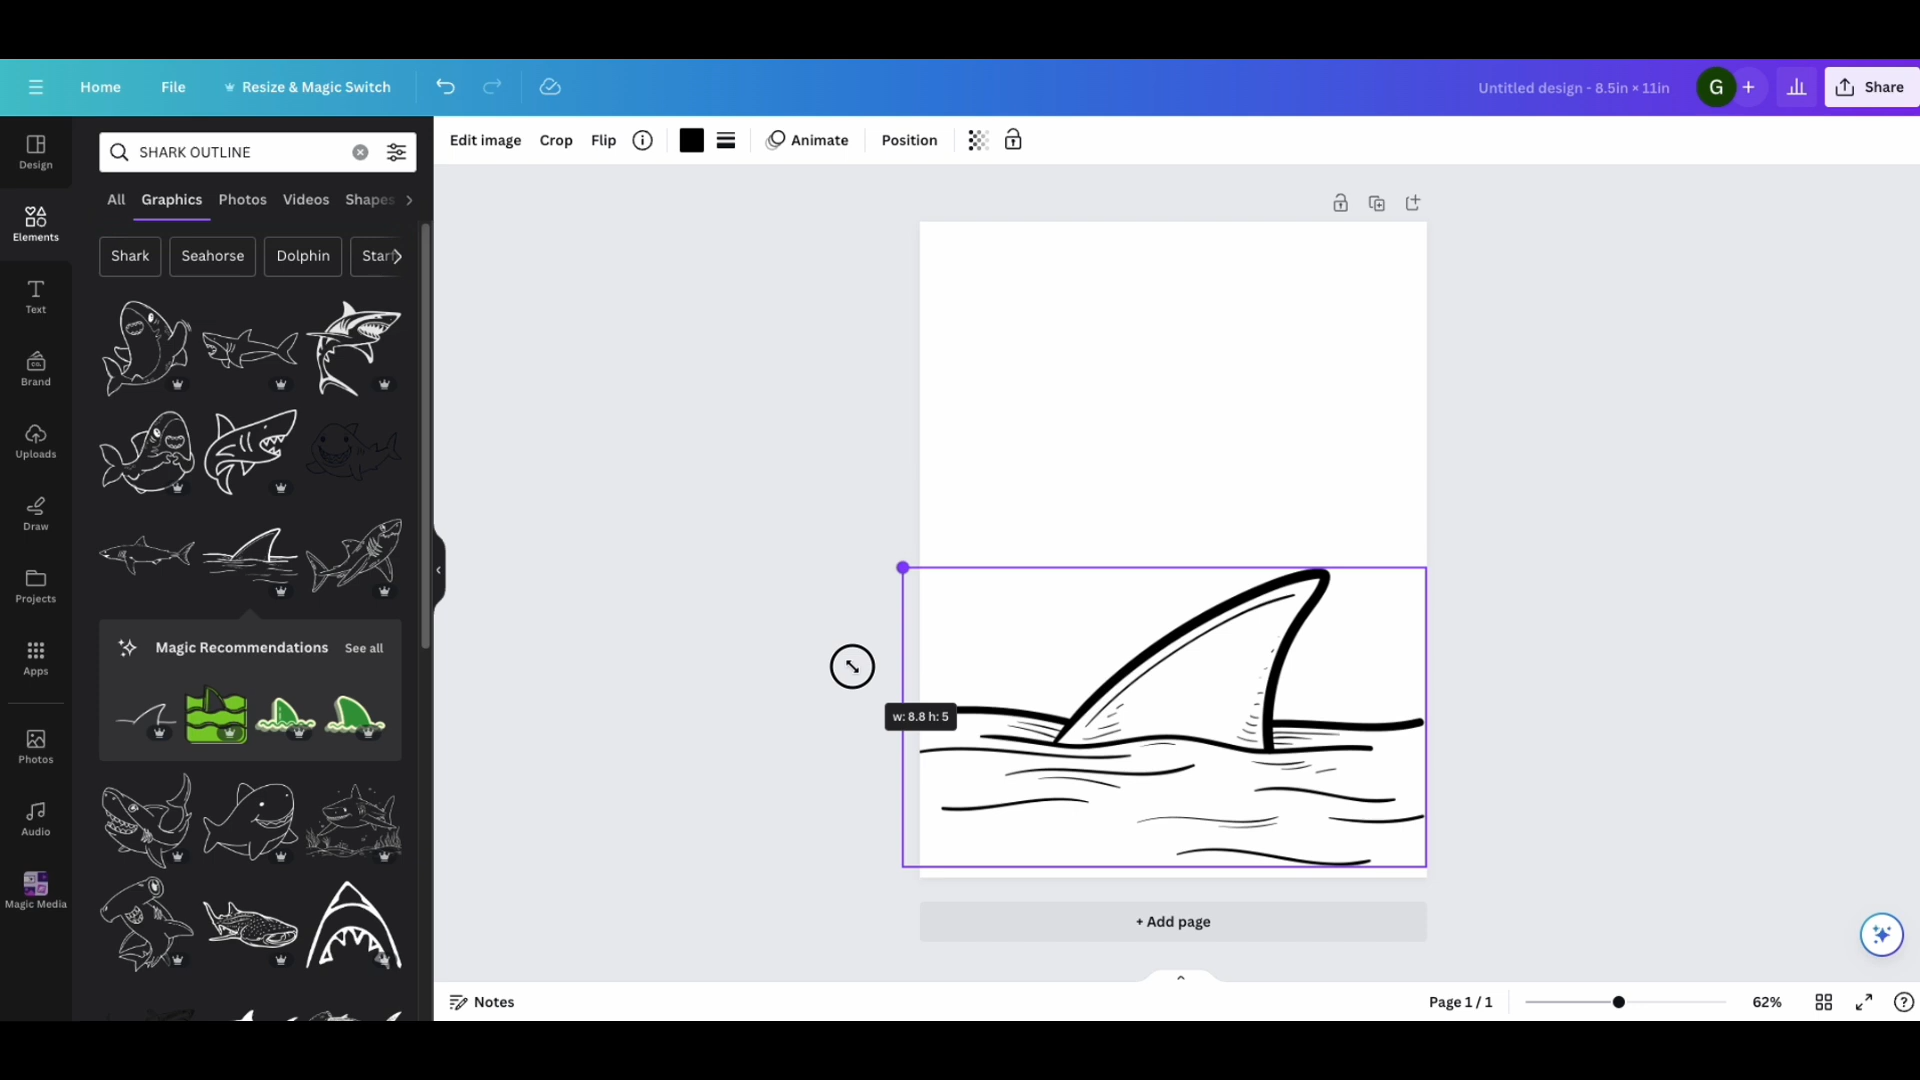 Home File Resize & Magic Switch Untitled design - 8.5in × 11in G + Share
SHARK OUTLINE
Edit image Crop Flip Animate Position
Design
All Graphics Photos Videos Shapes
Elements
Shark Seahorse Dolphin Star
Text
Brand
CO.
Uploads
Draw
Projects
Magic Recommendations See all
Apps
w: 8.8 h: 5
Photos
Audio
Magic Media
+ Add page
Notes Page 1 / 1 62%